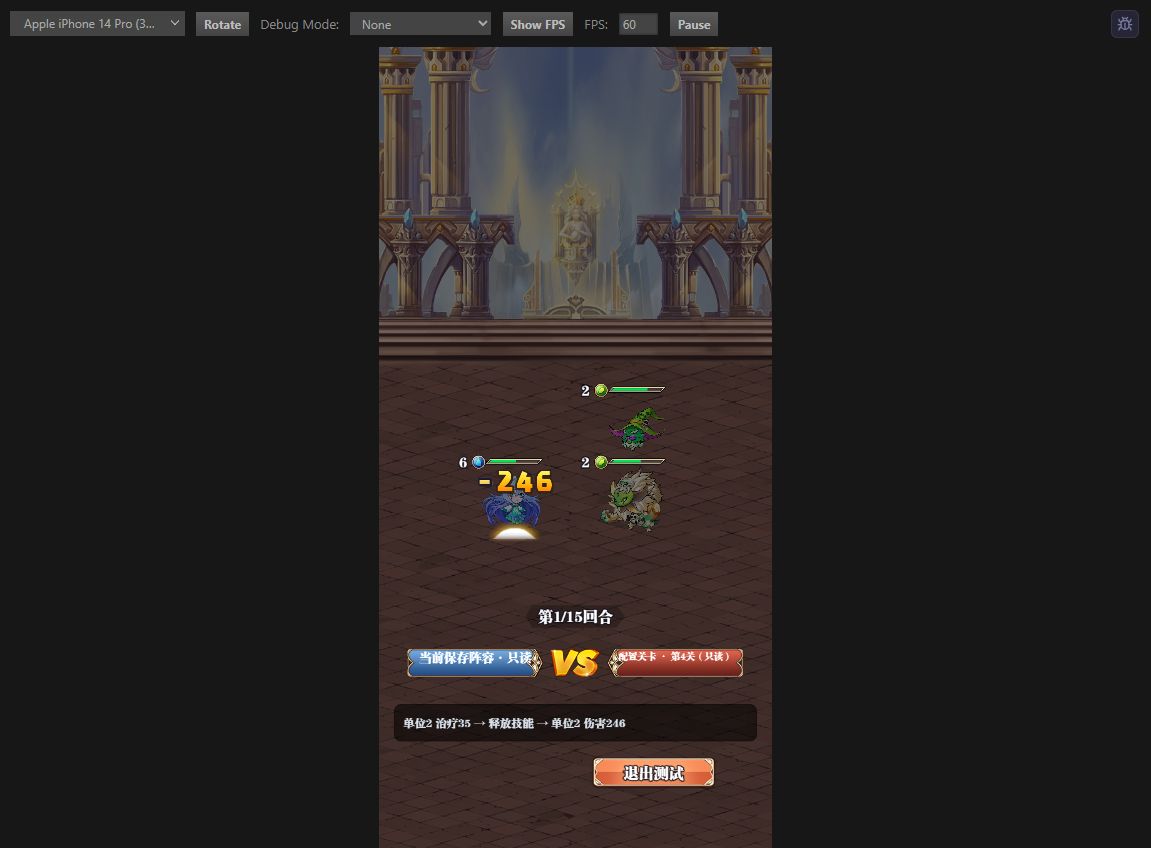 Apple iPhone 14 Pro (3... Rotate Debug Mode: None Show FPS FPS: 60 Pause
2
6
2
-246
第1/15回合
当前保存阵容·只读 VS 配置关卡 · 第4关（只读）
单位2 治疗35 → 释放技能 → 单位2 伤害246
退出测试